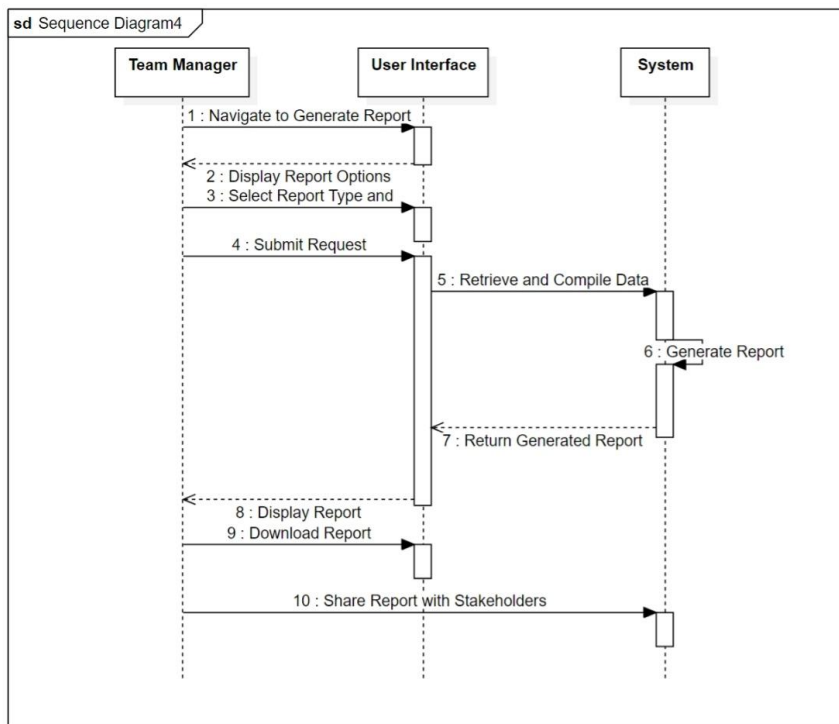 sd Sequence Diagram4
Team Manager
User Interface
System
1 : Navigate to Generate Report
2 : Display Report Options
3 : Select Report Type and
4 : Submit Request
5 : Retrieve and Compile Data
6 : Generate Report
7 : Return Generated Report
8 : Display Report
9 : Download Report
10 : Share Report with Stakeholders